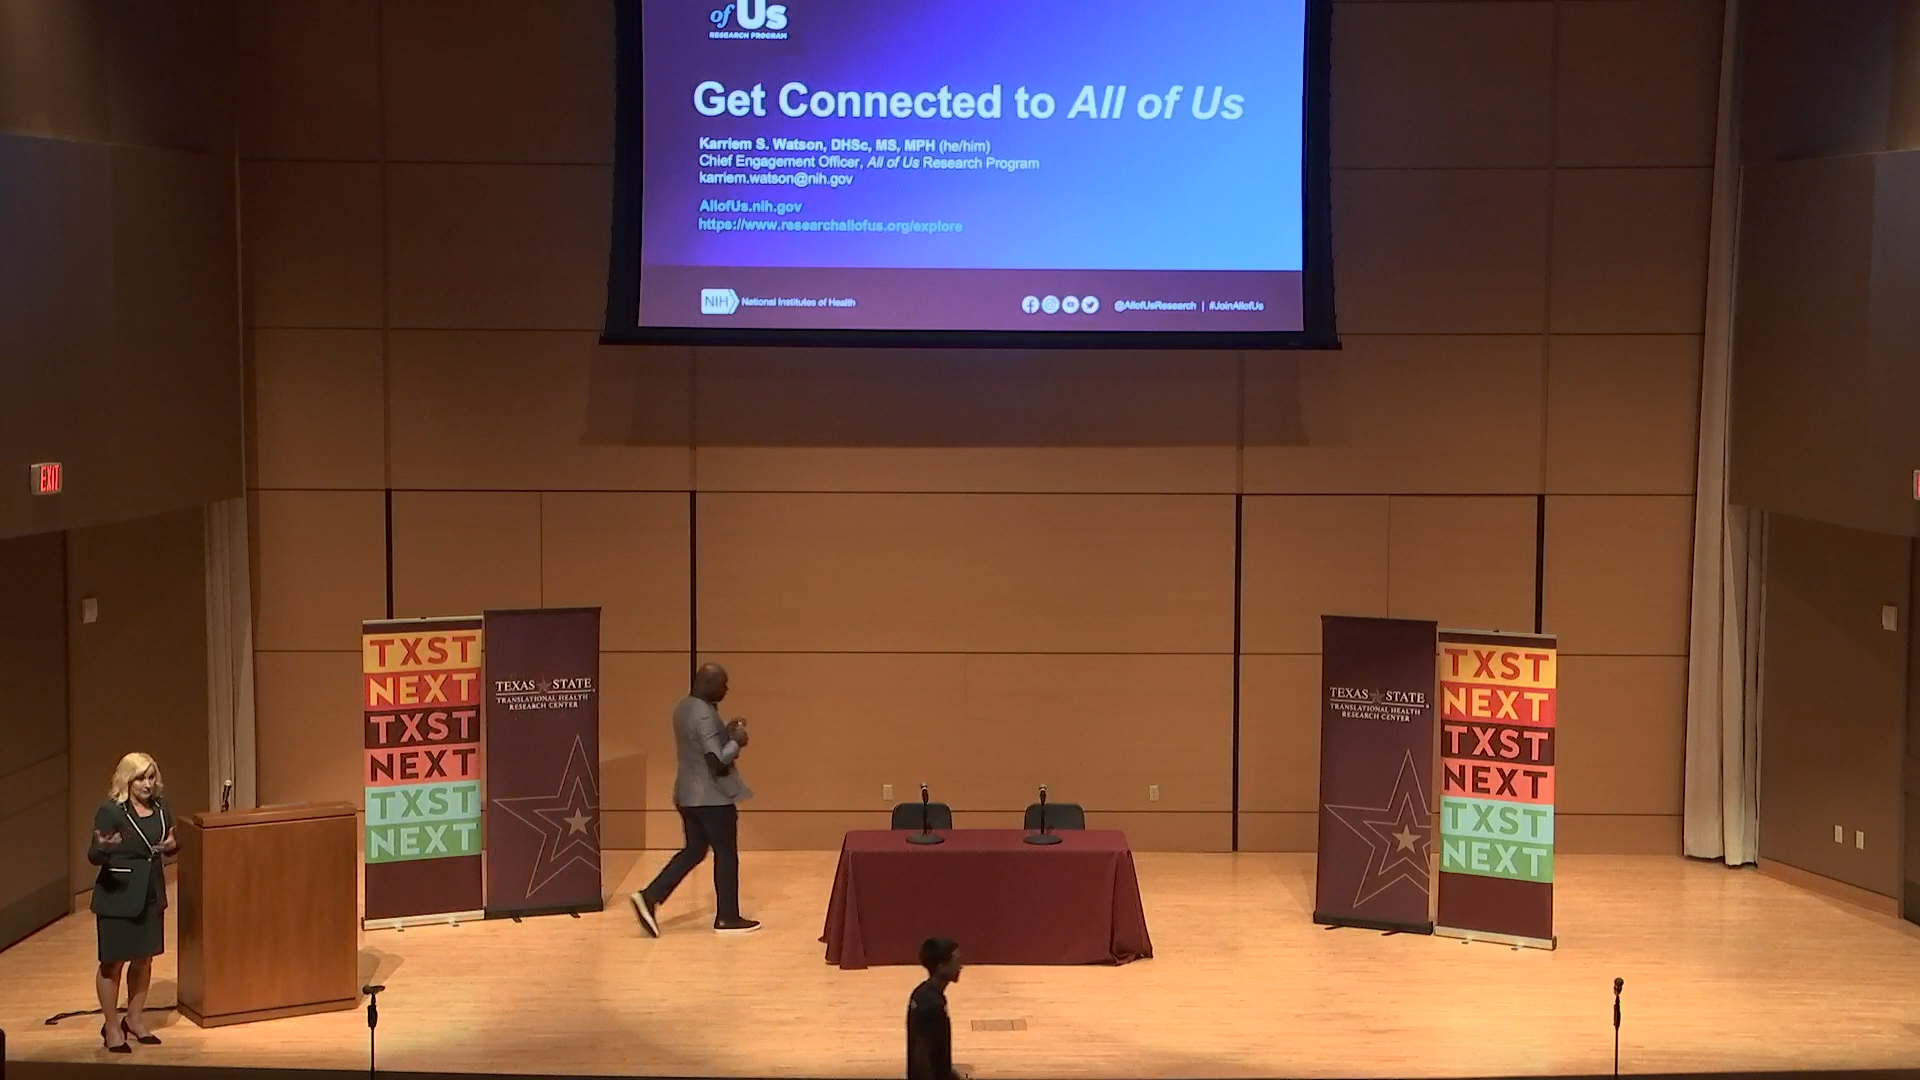 of Us
RESEARCH PROGRAM
Get Connected to All of Us
Karriem S. Watson, DHSc, MS, MPH (he/him)
Chief Engagement Officer, All of Us Research Program
karriem.watson@nih.gov
AllofUs.nih.gov
https://www.researchallofus.org/explore
NIH National Institutes of Health
@AllofUsResearch | #JoinAllofUs
EXIT
TXST
NEXT
TXST
NEXT
TXST
NEXT
TEXAS STATE
TRANSLATIONAL HEALTH
RESEARCH CENTER
TEXAS STATE
TRANSLATIONAL HEALTH
RESEARCH CENTER
TXST
NEXT
TXST
NEXT
TXST
NEXT